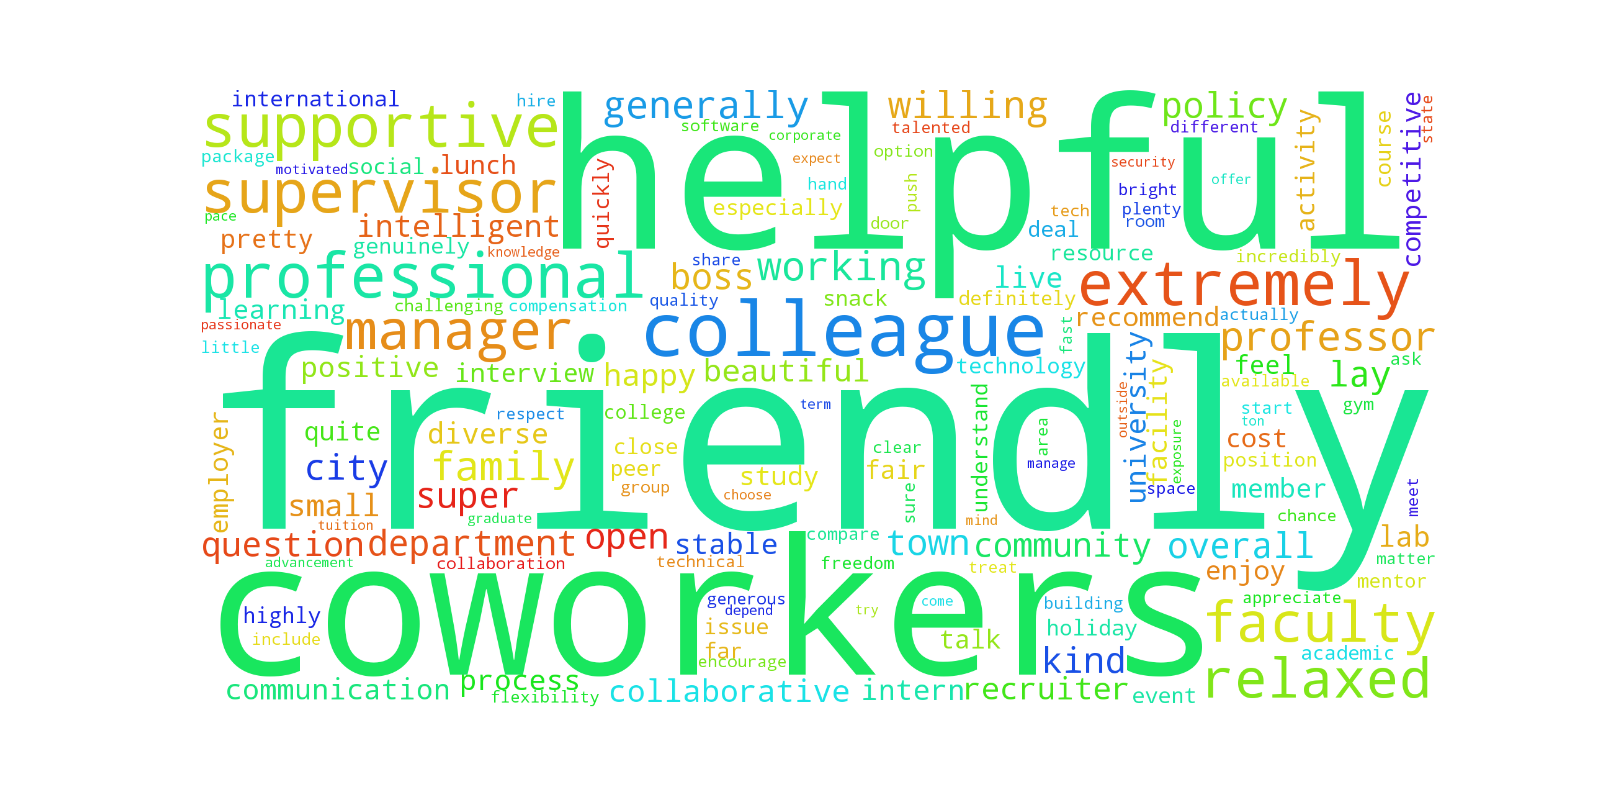 international
hire
generally
willing
policy
supportive
software
corporate
talented
different
activity
course
competitive
state
package
motivated
social
lunch
quickly
expect
option
security
supervisor
hand
push
bright
offer
pace
intelligent
especially
door
tech
plenty
room
deal
pretty
genuinely
knowledge
helpful
resource
incredibly
professional
share
boss
working
live
extremely
learning
challenging
compensation
quality
snack
definitely
passionate
manager
colleague
fast
recommend
actually
professor
little
positive
interview
happy
beautiful
technology
university
facility
feel
lay
ask
available
friendly
employer
quite
respect
college
term
outside
start
ton
gym
diverse
close
clear
understand
area
exposure
cost
city
family
peer
study
fair
manage
position
small
super
group
choose
sure
space
member
meet
tuition
graduate
mind
chance
question
department
open
stable
compare
town
community
overall
lab
advancement
collaboration
technical
freedom
treat
enjoy
matter
mentor
coworkers
highly
generous
depend
try
come
building
appreciate
include
issue
talk
holiday
faculty
far
encourage
kind
academic
communication
process
flexibility
collaborative
intern
recruiter
event
relaxed